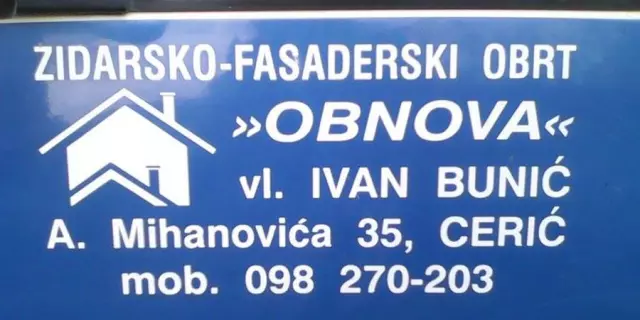 ZIDARSKO-FASADERSKI OBRT
»OBNOVA«
vl. IVAN BUNIĆ
A. Mihanovića 35, CERIĆ
mob. 098 270-203